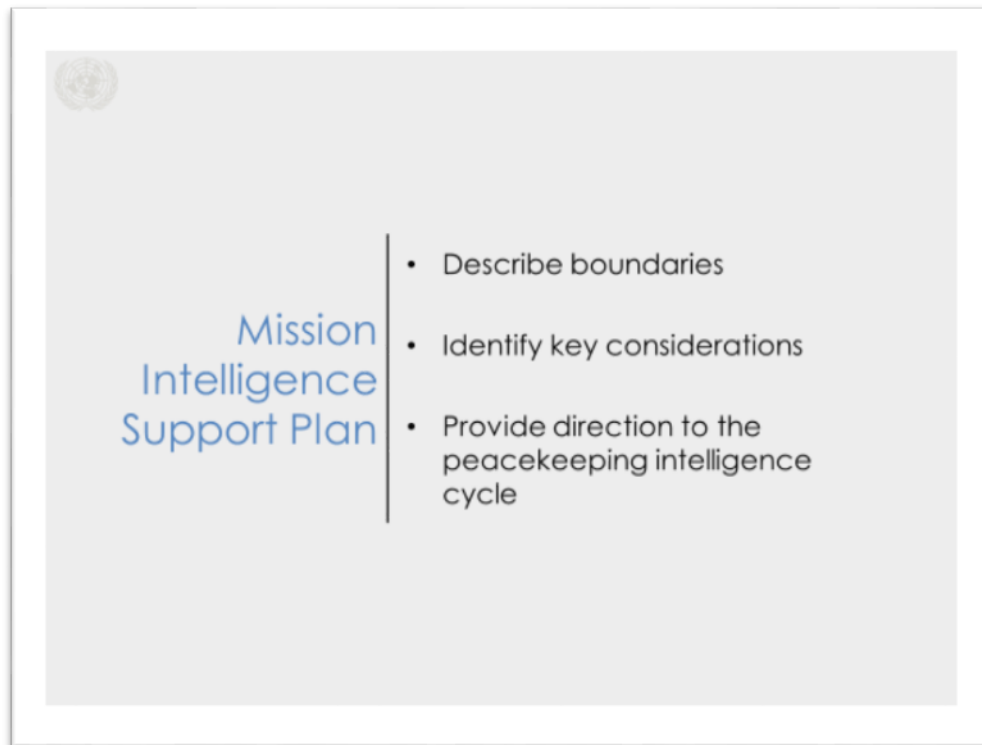 Mission
Intelligence
Support Plan
• Describe boundaries
• Identify key considerations
• Provide direction to the
peacekeeping intelligence
cycle